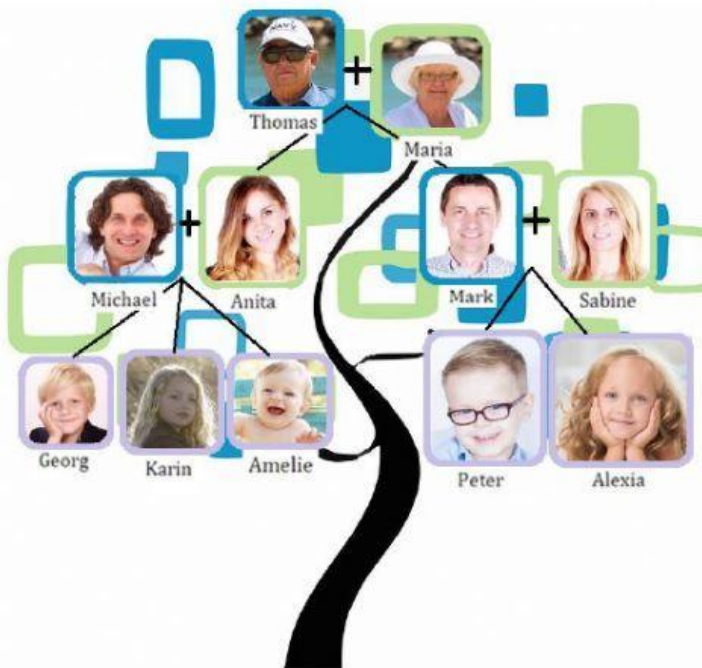 Thomas
Maria
Michael
Anita
Mark
Sabine
Georg
Karin
Amelie
Peter
Alexia